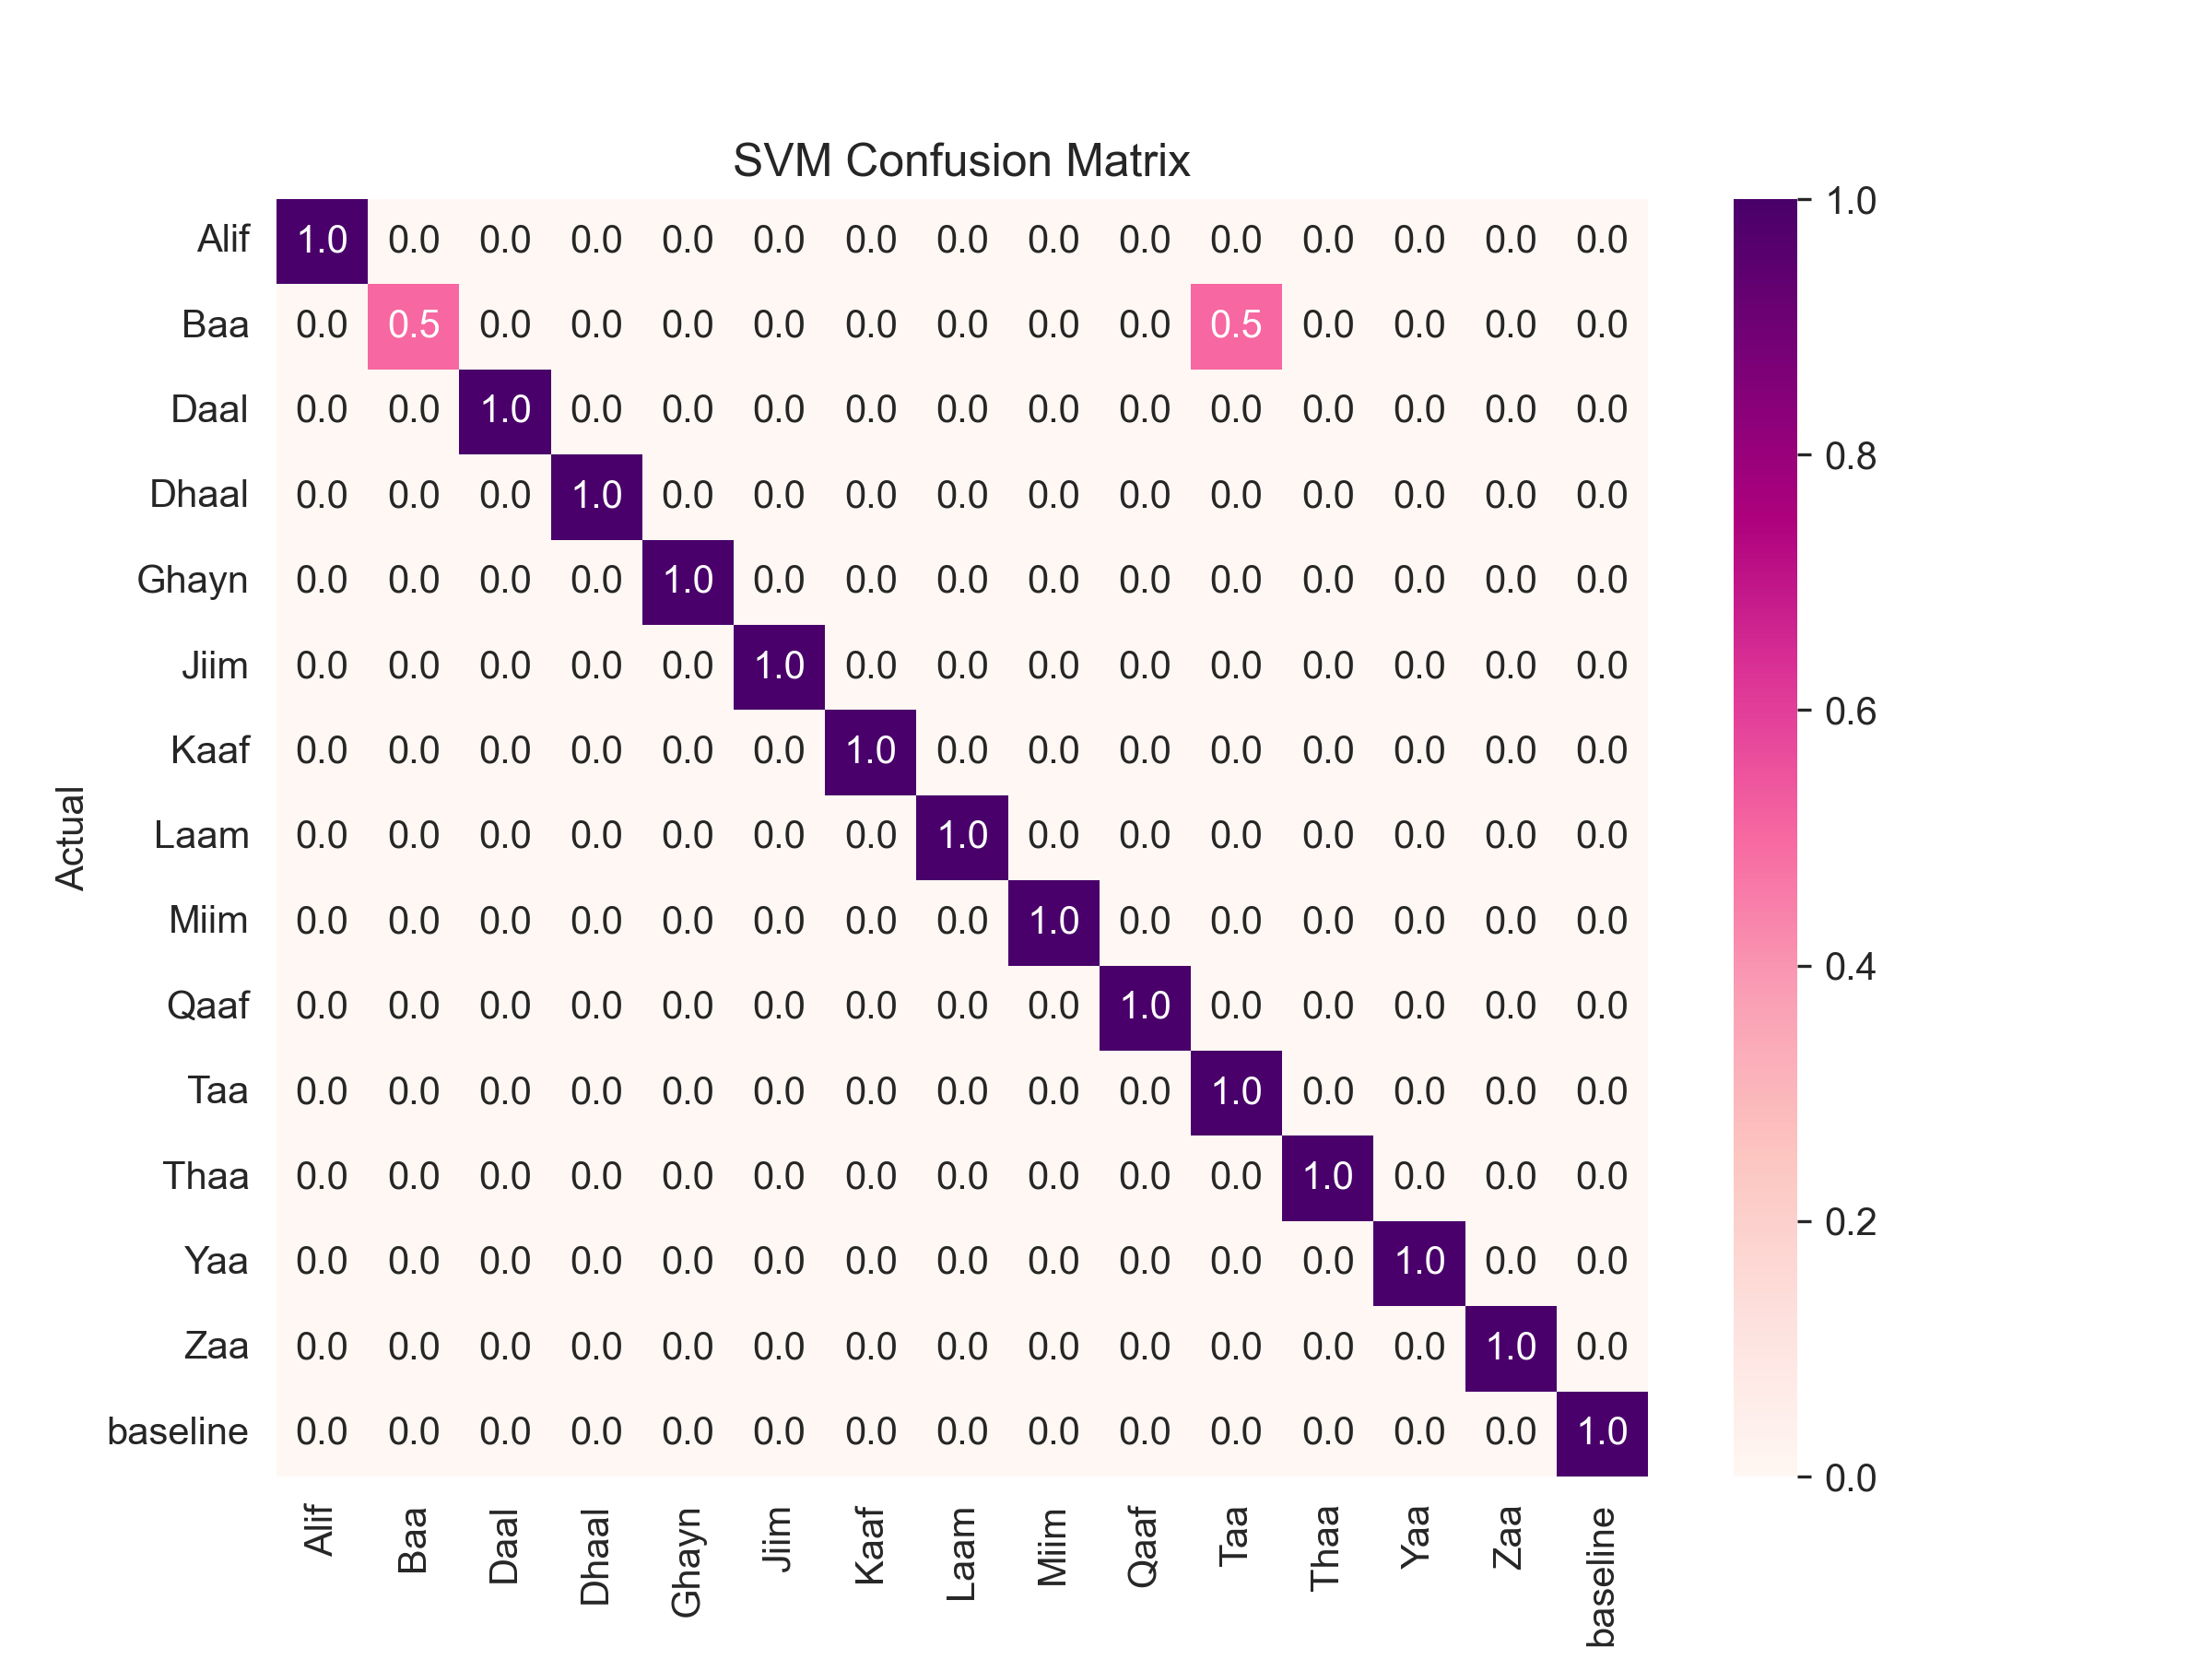 SVM Confusion Matrix
Alif 1.0 0.0 0.0 0.0 0.0 0.0 0.0 0.0 0.0 0.0 0.0 0.0 0.0 0.0 0.0
Baa 0.0 0.5 0.0 0.0 0.0 0.0 0.0 0.0 0.0 0.0 0.5 0.0 0.0 0.0 0.0
Daal 0.0 0.0 1.0 0.0 0.0 0.0 0.0 0.0 0.0 0.0 0.0 0.0 0.0 0.0 0.0
Dhaal 0.0 0.0 0.0 1.0 0.0 0.0 0.0 0.0 0.0 0.0 0.0 0.0 0.0 0.0 0.0
Ghayn 0.0 0.0 0.0 0.0 1.0 0.0 0.0 0.0 0.0 0.0 0.0 0.0 0.0 0.0 0.0
Jiim 0.0 0.0 0.0 0.0 0.0 1.0 0.0 0.0 0.0 0.0 0.0 0.0 0.0 0.0 0.0
Kaaf 0.0 0.0 0.0 0.0 0.0 0.0 1.0 0.0 0.0 0.0 0.0 0.0 0.0 0.0 0.0
Laam 0.0 0.0 0.0 0.0 0.0 0.0 0.0 1.0 0.0 0.0 0.0 0.0 0.0 0.0 0.0
Miim 0.0 0.0 0.0 0.0 0.0 0.0 0.0 0.0 1.0 0.0 0.0 0.0 0.0 0.0 0.0
Qaaf 0.0 0.0 0.0 0.0 0.0 0.0 0.0 0.0 0.0 1.0 0.0 0.0 0.0 0.0 0.0
Taa 0.0 0.0 0.0 0.0 0.0 0.0 0.0 0.0 0.0 0.0 1.0 0.0 0.0 0.0 0.0
Thaa 0.0 0.0 0.0 0.0 0.0 0.0 0.0 0.0 0.0 0.0 0.0 1.0 0.0 0.0 0.0
Yaa 0.0 0.0 0.0 0.0 0.0 0.0 0.0 0.0 0.0 0.0 0.0 0.0 1.0 0.0 0.0
Zaa 0.0 0.0 0.0 0.0 0.0 0.0 0.0 0.0 0.0 0.0 0.0 0.0 0.0 1.0 0.0
baseline 0.0 0.0 0.0 0.0 0.0 0.0 0.0 0.0 0.0 0.0 0.0 0.0 0.0 0.0 1.0
Alif Baa Daal Dhaal Ghayn Jiim Kaaf Laam Miim Qaaf Taa Thaa Yaa Zaa baseline
Actual
1.0
0.8
0.6
0.4
0.2
0.0